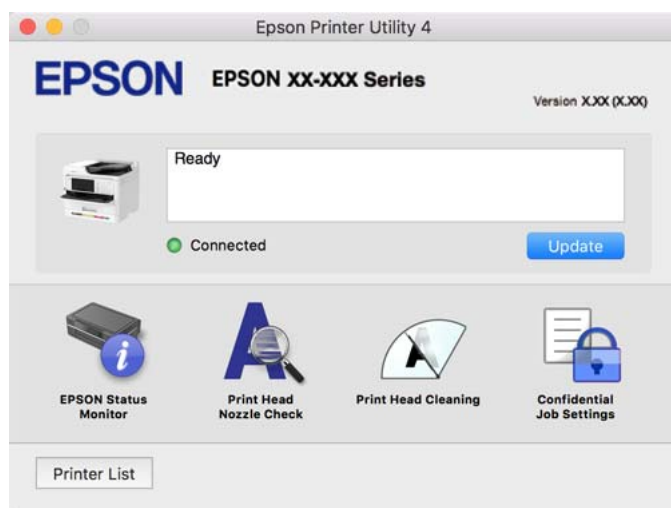 Epson Printer Utility 4
EPSON
EPSON XX-XXX Series
Version X.XX (X.XX)
Ready
Connected
Update
EPSON Status
Monitor
Print Head
Nozzle Check
Print Head Cleaning
Confidential
Job Settings
Printer List